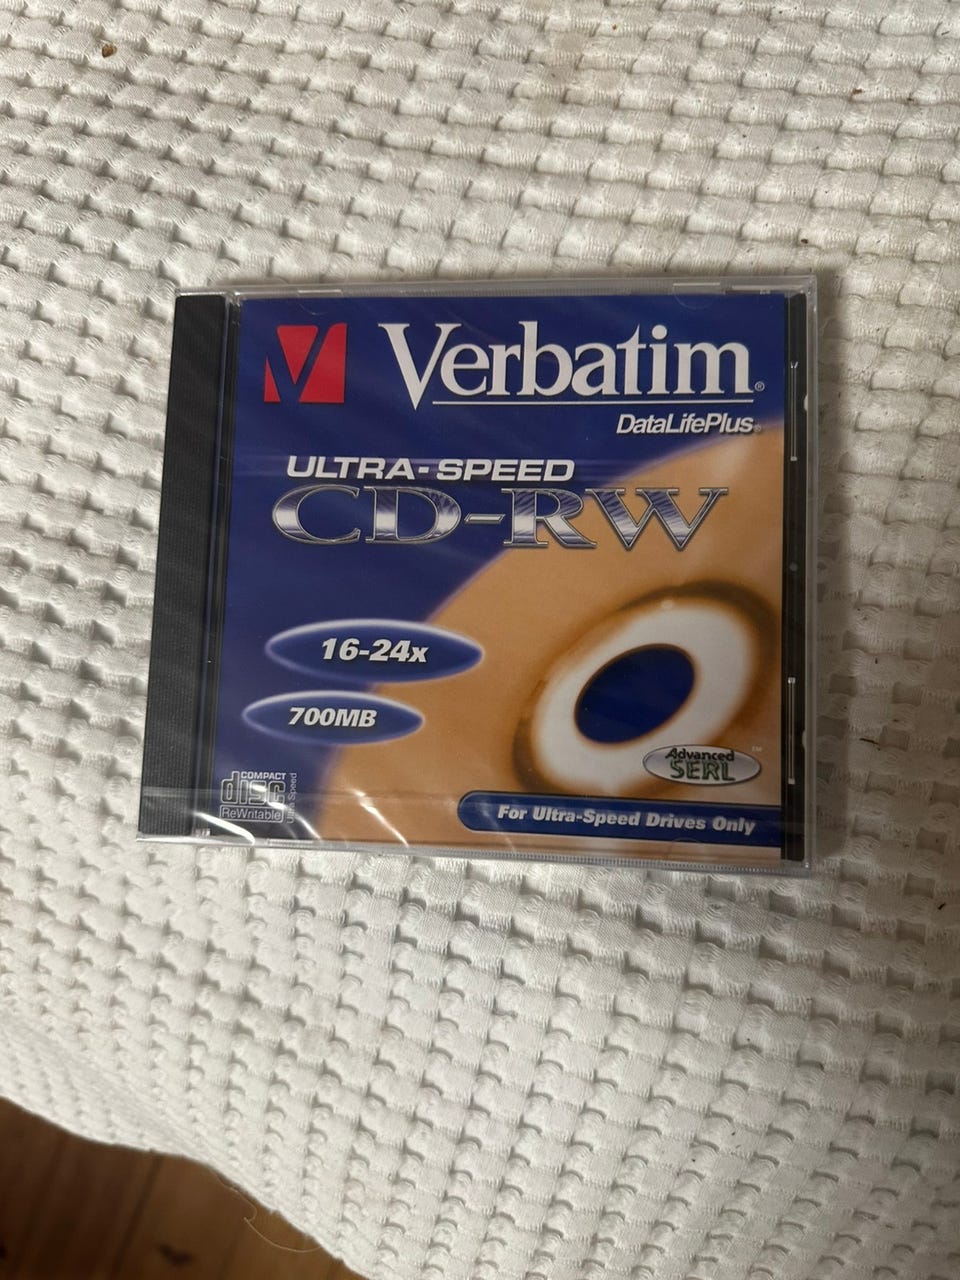 Verbatim®
DataLifePlus®
ULTRA-SPEED
CD-RW
16-24x
700MB
Advanced
SERL
TM
COMPACT
disc
ReWritable
Ultra Speed
For Ultra-Speed Drives Only